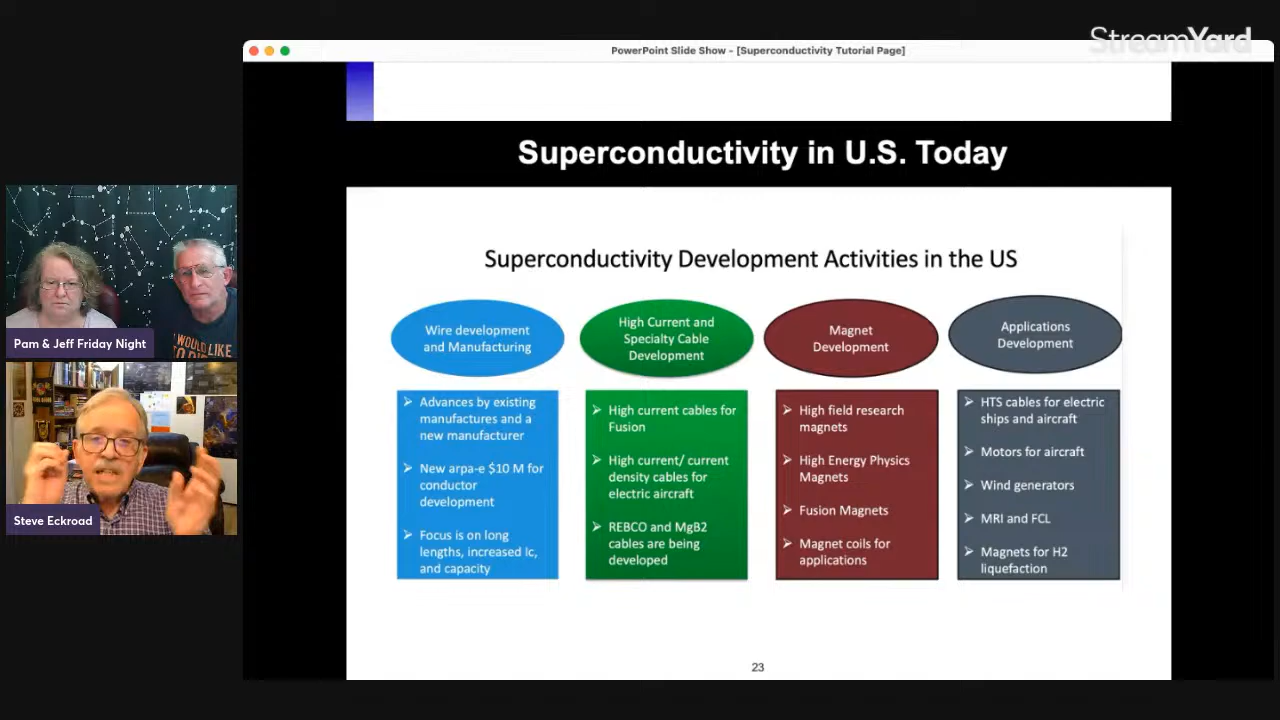 StreamYard
PowerPoint Slide Show - [Superconductivity Tutorial Page]
Superconductivity in U.S. Today
Superconductivity Development Activities in the US
Wire development
and Manufacturing
➢ Advances by existing
manufactures and a
new manufacturer
➢ New arpa-e $10 M for
conductor
development
➢ Focus is on long
lengths, increased Ic,
and capacity
High Current and
Specialty Cable
Development
➢ High current cables for
Fusion
➢ High current/ current
density cables for
electric aircraft
➢ REBCO and MgB2
cables are being
developed
Magnet
Development
➢ High field research
magnets
➢ High Energy Physics
Magnets
➢ Fusion Magnets
➢ Magnet coils for
applications
Applications
Development
➢ HTS cables for electric
ships and aircraft
➢ Motors for aircraft
➢ Wind generators
➢ MRI and FCL
➢ Magnets for H2
liquefaction
23
I WOULD LIKE
Pam & Jeff Friday Night
Steve Eckroad